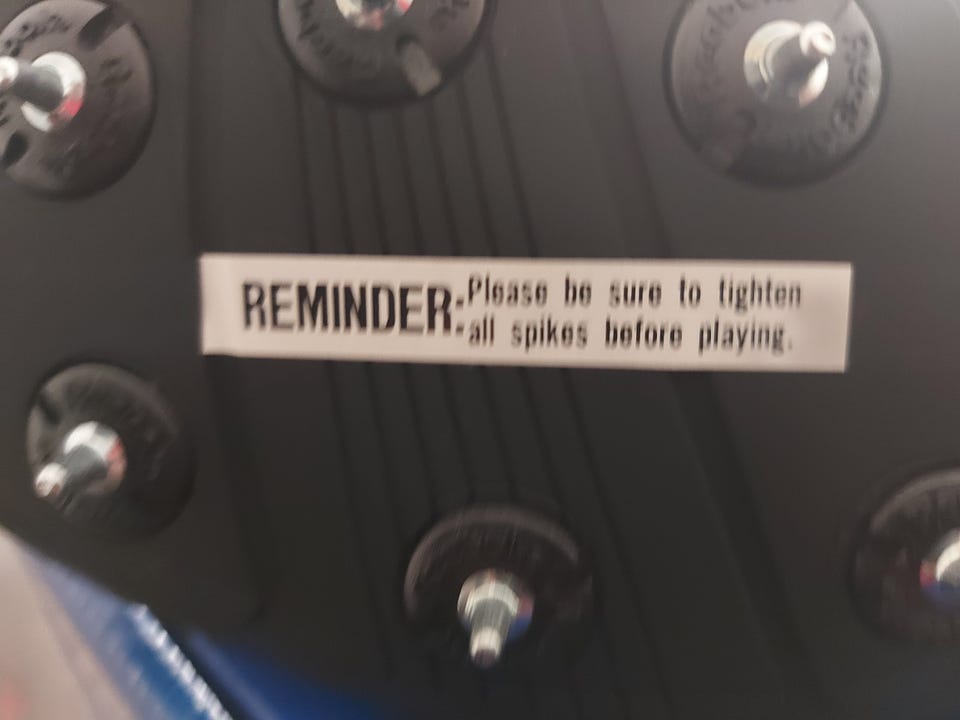 REMINDER: Please be sure to tighten
all spikes before playing.